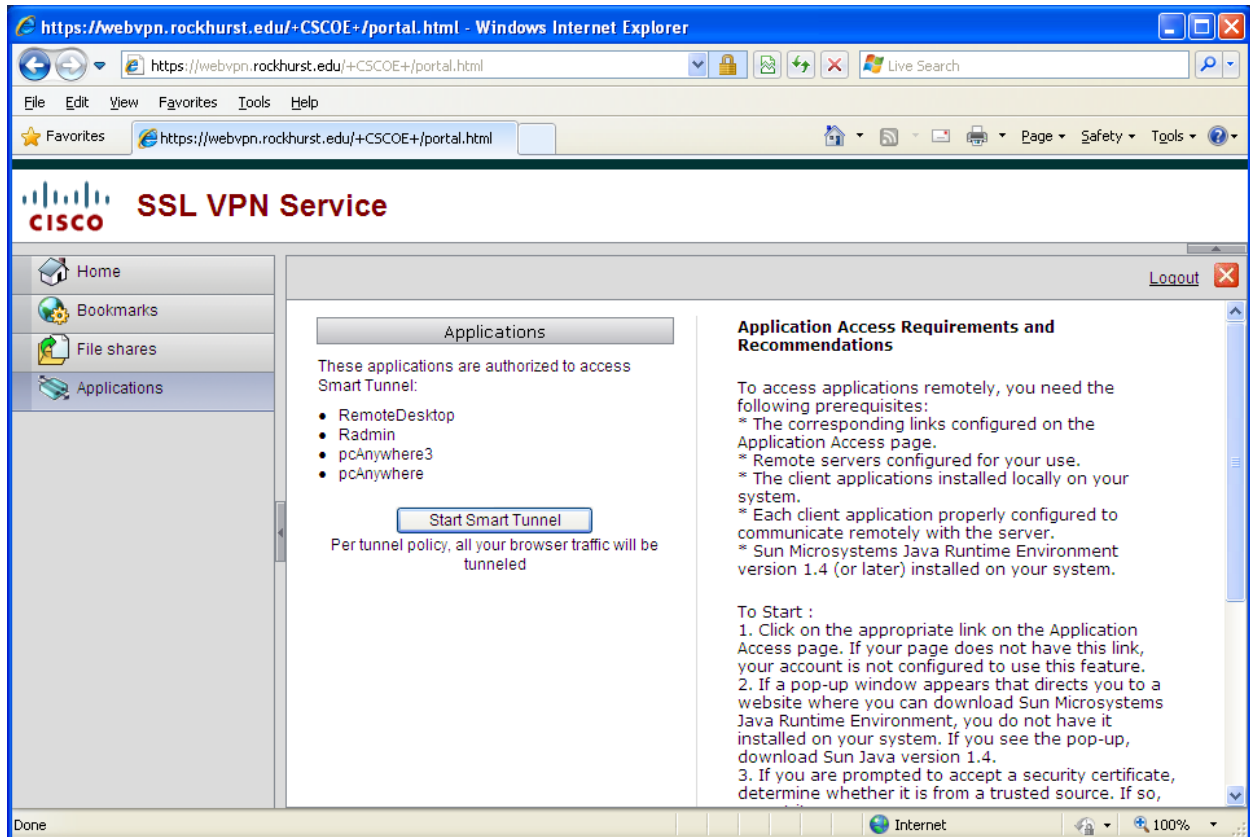 https://webvpn.rockhurst.edu/+CSCOE+/portal.html - Windows Internet Explorer
https://webvpn.rockhurst.edu/+CSCOE+/portal.html
Live Search
File Edit View Favorites Tools Help
Favorites
https://webvpn.rockhurst.edu/+CSCOE+/portal.html
Page Safety Tools
CISCO
SSL VPN Service
Home
Bookmarks
File shares
Applications
Logout
Applications
These applications are authorized to access
Smart Tunnel:
• RemoteDesktop
• Radmin
• pcAnywhere3
• pcAnywhere
Start Smart Tunnel
Per tunnel policy, all your browser traffic will be
tunneled
Application Access Requirements and
Recommendations
To access applications remotely, you need the
following prerequisites:
* The corresponding links configured on the
Application Access page.
* Remote servers configured for your use.
* The client applications installed locally on your
system.
* Each client application properly configured to
communicate remotely with the server.
* Sun Microsystems Java Runtime Environment
version 1.4 (or later) installed on your system.
To Start :
1. Click on the appropriate link on the Application
Access page. If your page does not have this link,
your account is not configured to use this feature.
2. If a pop-up window appears that directs you to a
website where you can download Sun Microsystems
Java Runtime Environment, you do not have it
installed on your system. If you see the pop-up,
download Sun Java version 1.4.
3. If you are prompted to accept a security certificate,
determine whether it is from a trusted source. If so,
Done
Internet
100%